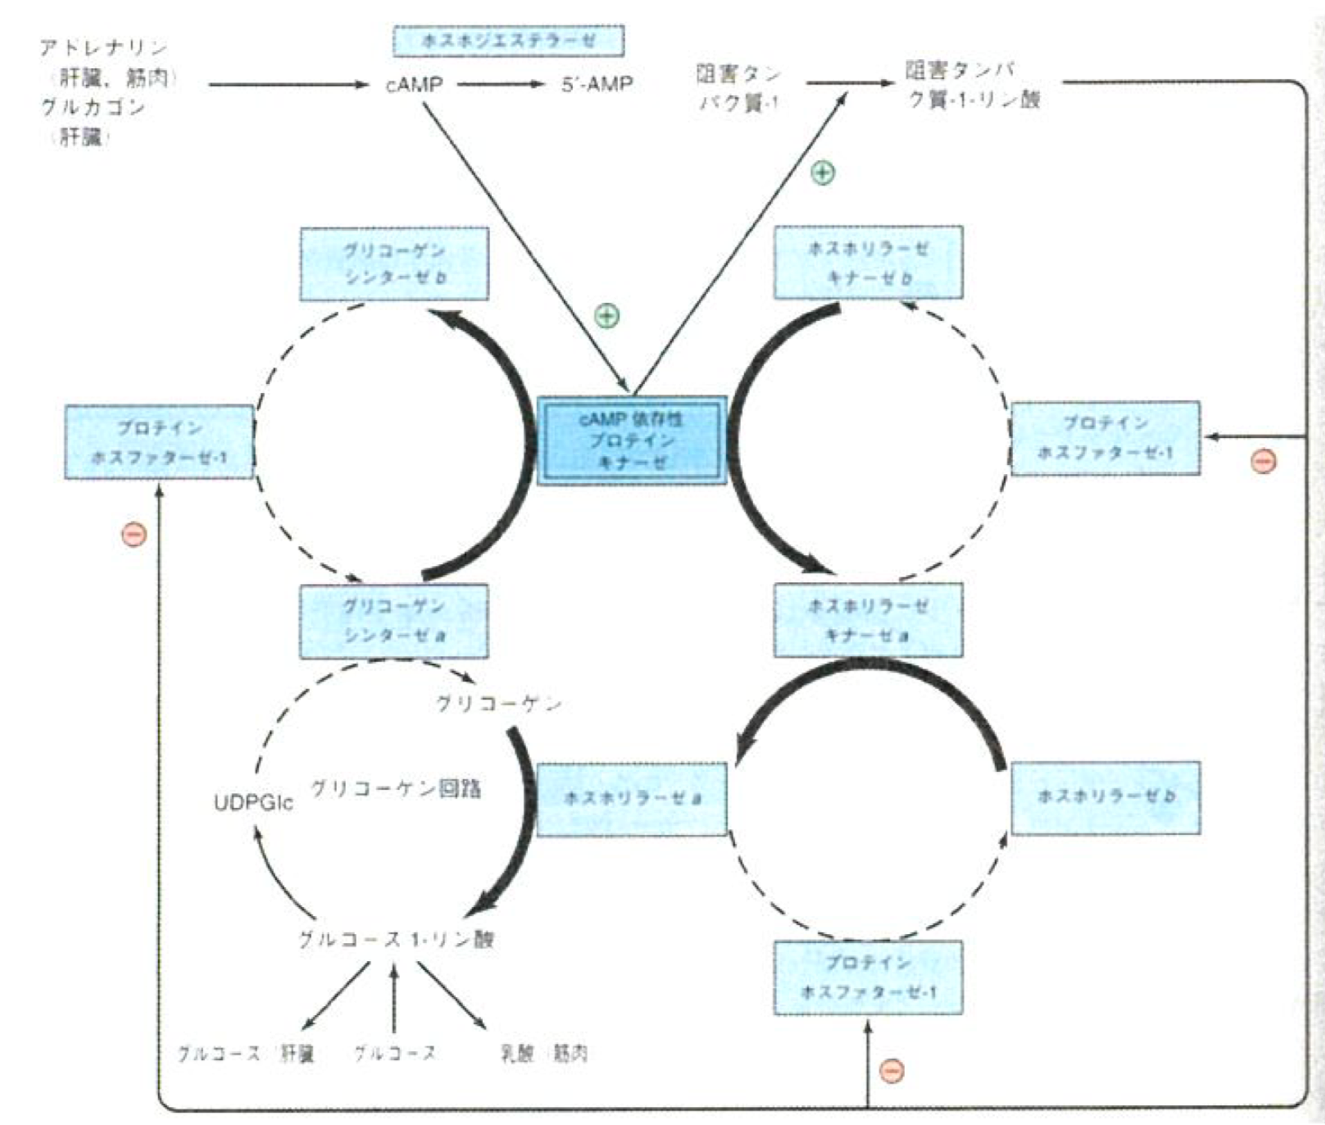 アドレナリン
(肝臓,筋肉)
グルカゴン
(肝臓)
cAMP
ホスホジエステラーゼ
5′-AMP
阻害タン
パク質-1
阻害タンパ
ク質-1-リン酸
グリコーゲン
シンターゼb
ホスホリラーゼ
キナーゼb
プロテイン
ホスファターゼ-1
cAMP 依存性
プロテイン
キナーゼ
プロテイン
ホスファターゼ-1
グリコーゲン
シンターゼa
ホスホリラーゼ
キナーゼa
グリコーゲン
UDPGlc
グリコーゲン回路
ホスホリラーゼa
ホスホリラーゼb
グルコース1-リン酸
プロテイン
ホスファターゼ-1
グルコース(肝臓
グルコース
乳酸(筋肉